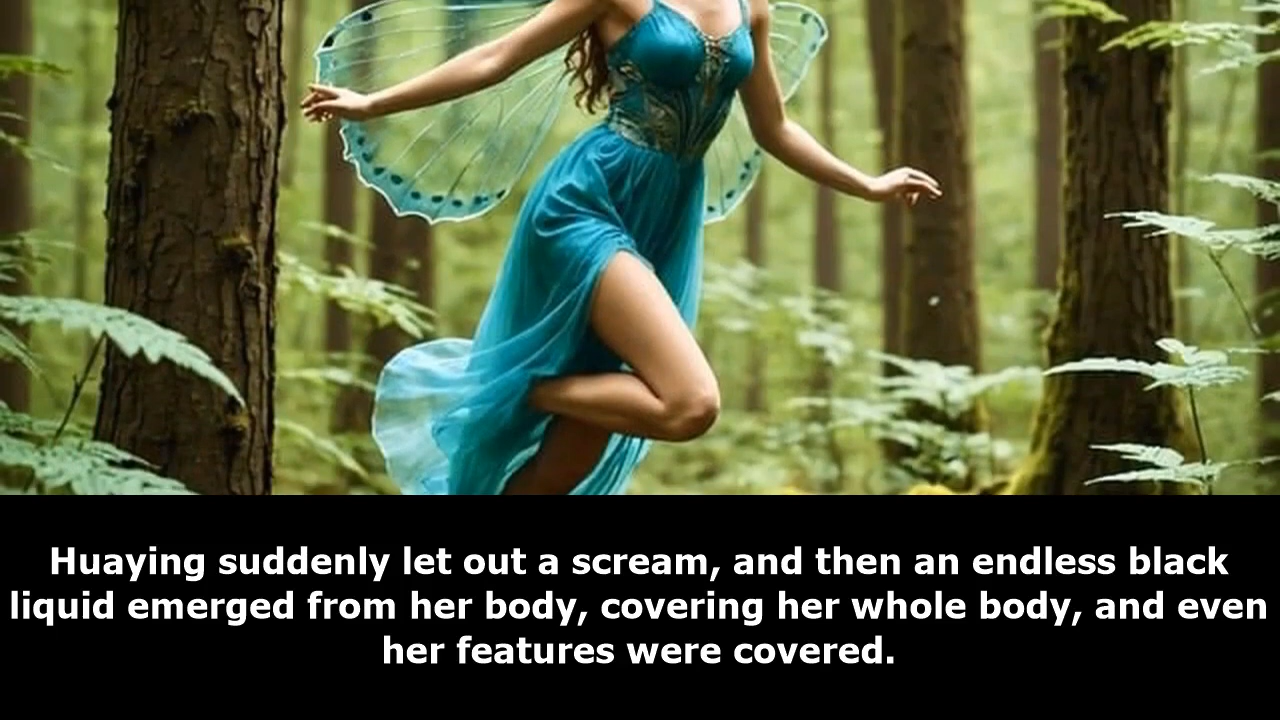 Huaying suddenly let out a scream, and then an endless black
liquid emerged from her body, covering her whole body, and even
her features were covered.